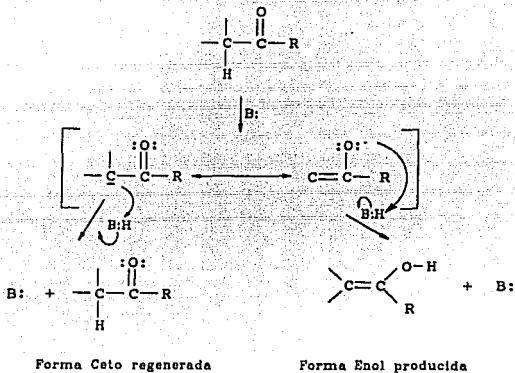 O
C C R
H
B:
:O: :O:⁻
C C R C C R
B:H B:H
:O: O-H
B: + C C R C=C + B:
H R
Forma Ceto regenerada Forma Enol producida